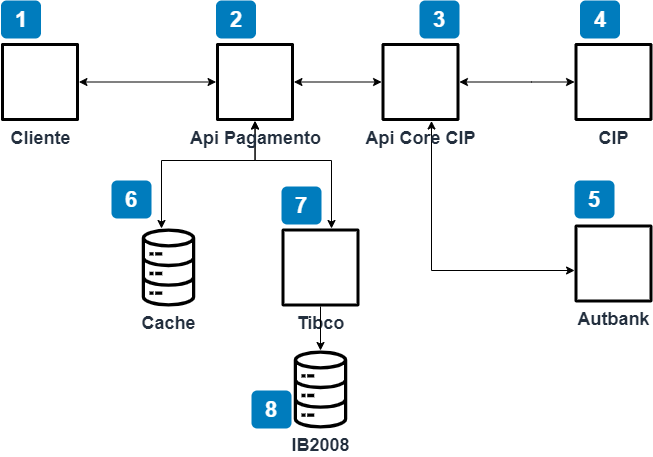 1
2
3
4
Cliente
Api Pagamento
Api Core CIP
CIP
6
7
5
Cache
Tibco
Autbank
8
IB2008